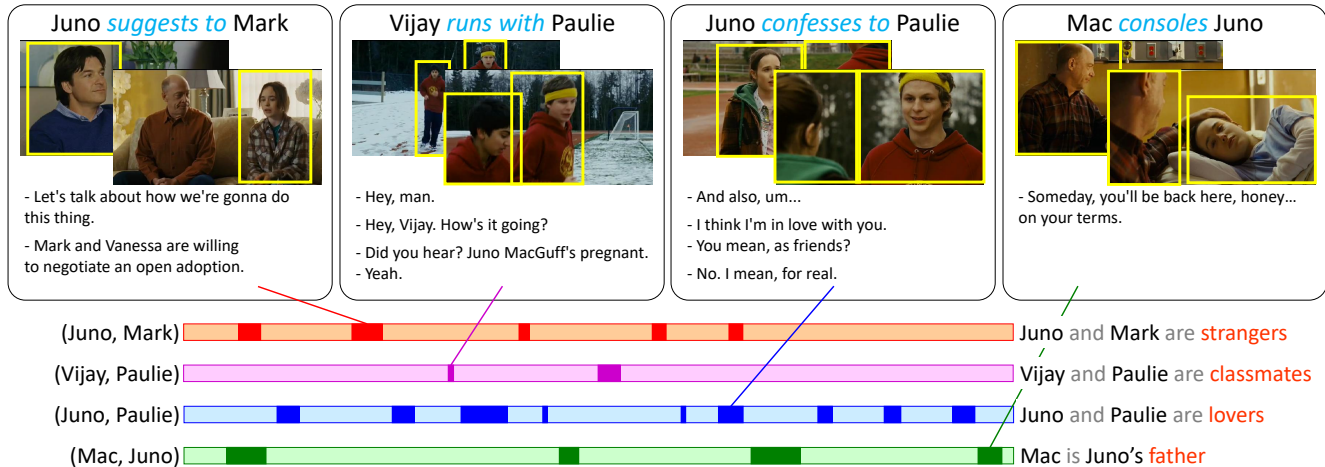 Juno suggests to Mark
- Let's talk about how we're gonna do
this thing.
- Mark and Vanessa are willing
to negotiate an open adoption.
Vijay runs with Paulie
- Hey, man.
- Hey, Vijay. How's it going?
- Did you hear? Juno MacGuff's pregnant.
- Yeah.
Juno confesses to Paulie
- And also, um...
- I think I'm in love with you.
- You mean, as friends?
- No. I mean, for real.
Mac consoles Juno
- Someday, you'll be back here, honey...
on your terms.
(Juno, Mark)
Juno and Mark are strangers
(Vijay, Paulie)
Vijay and Paulie are classmates
(Juno, Paulie)
Juno and Paulie are lovers
(Mac, Juno)
Mac is Juno’s father